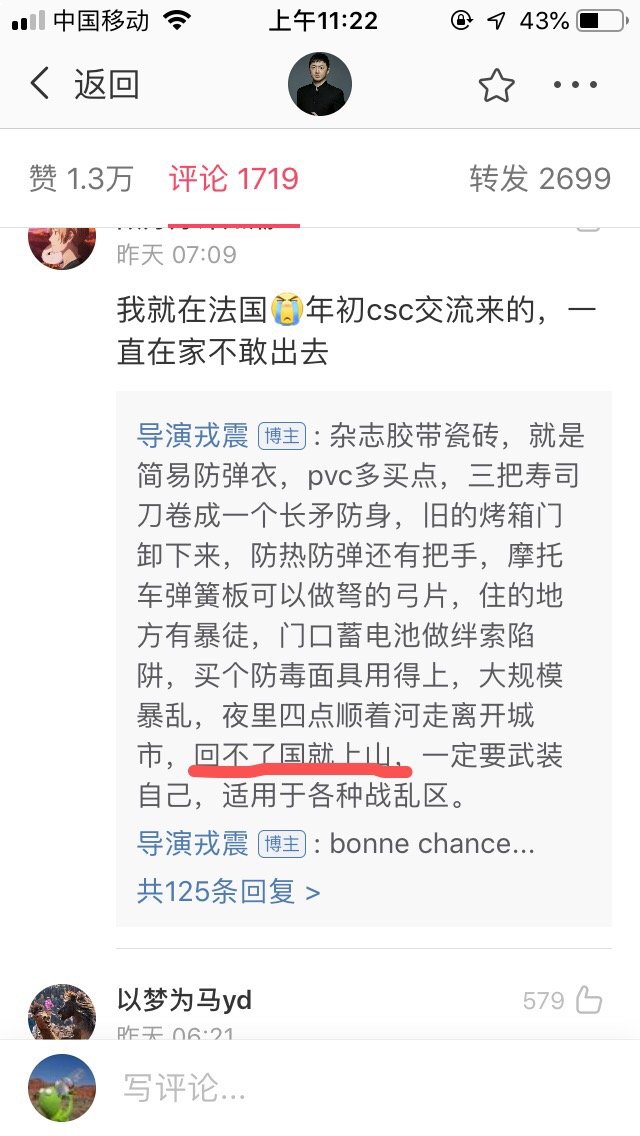 中国移动
上午11:22
43%
返回
赞 1.3万
评论 1719
转发 2699
昨天 07:09
我就在法国😭年初csc交流来的，一
直在家不敢出去
导演戎震 博主：杂志胶带瓷砖，就是
简易防弹衣，pvc多买点，三把寿司
刀卷成一个长矛防身，旧的烤箱门
卸下来，防热防弹还有把手，摩托
车弹簧板可以做弩的弓片，住的地
方有暴徒，门口蓄电池做绊索陷
阱，买个防毒面具用得上，大规模
暴乱，夜里四点顺着河走离开城
市，回不了国就上山，一定要武装
自己，适用于各种战乱区。
导演戎震 博主：bonne chance...
共125条回复 >
以梦为马yd
579
昨天 06:21
写评论...